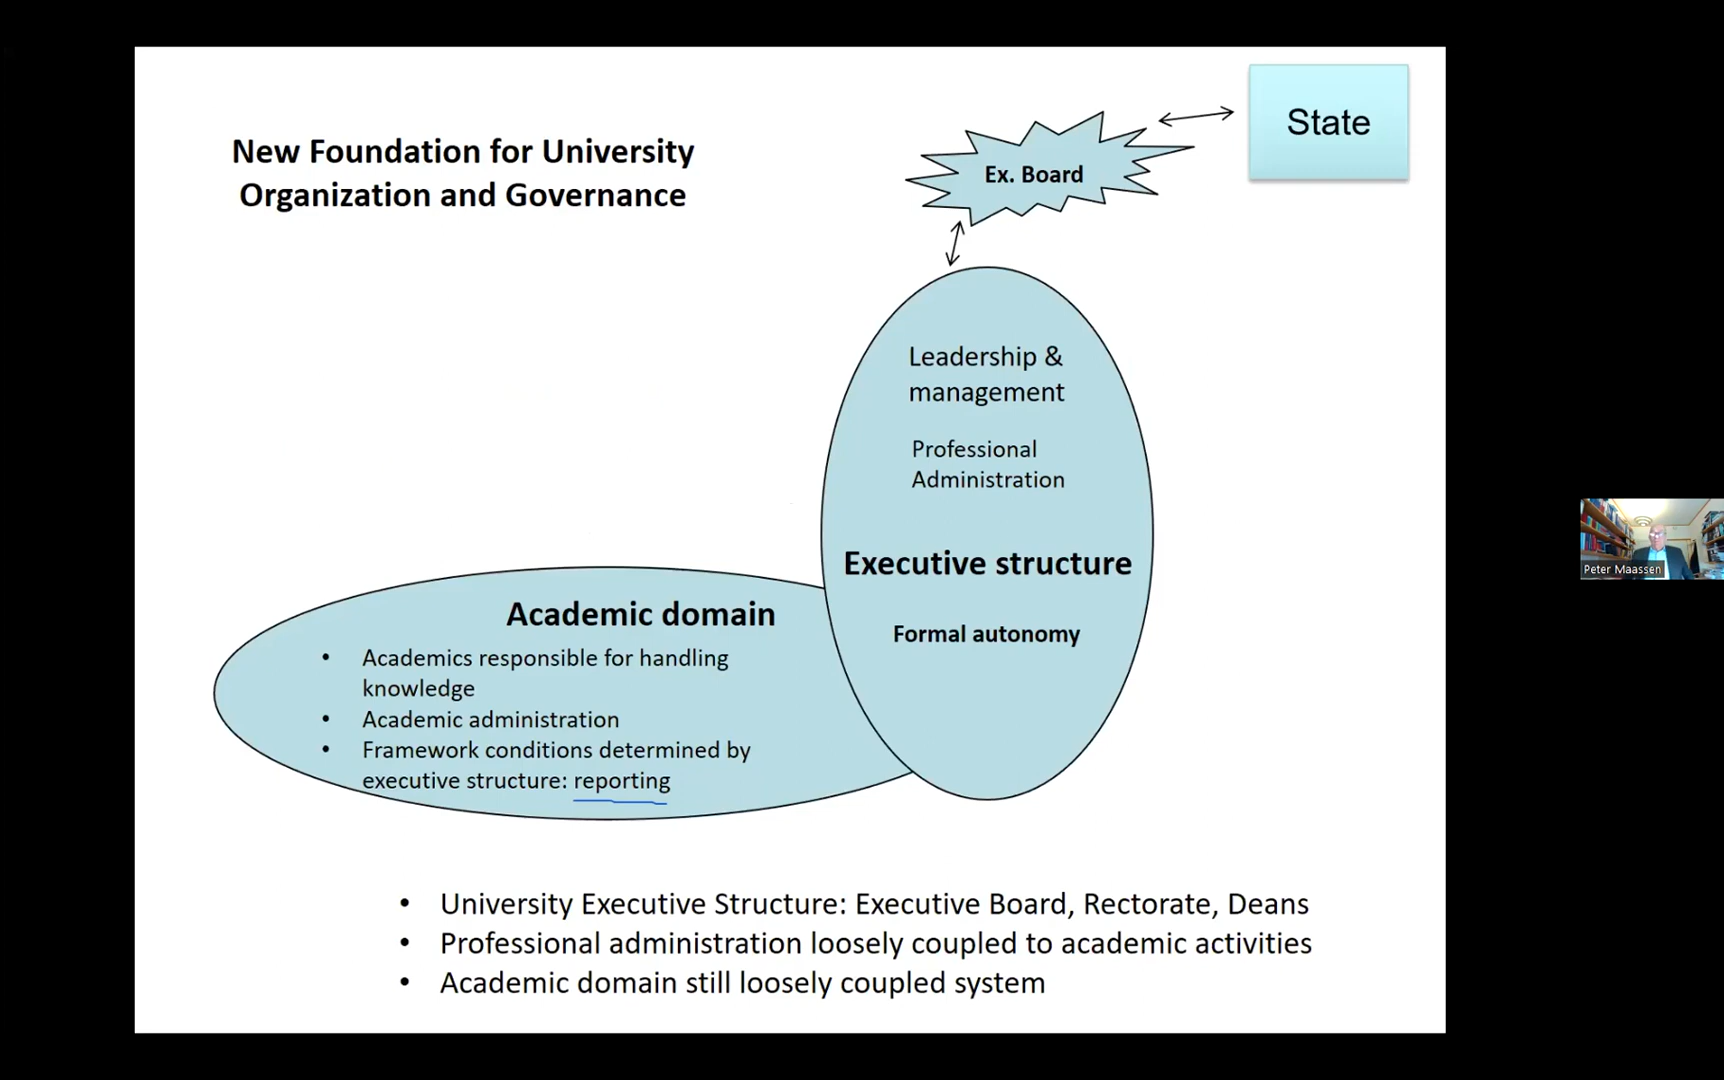 New Foundation for University
Organization and Governance
State
Ex. Board
Leadership &
management
Professional
Administration
Executive structure
Formal autonomy
Academic domain
• Academics responsible for handling
knowledge
• Academic administration
• Framework conditions determined by
executive structure: reporting
• University Executive Structure: Executive Board, Rectorate, Deans
• Professional administration loosely coupled to academic activities
• Academic domain still loosely coupled system
Peter Maassen